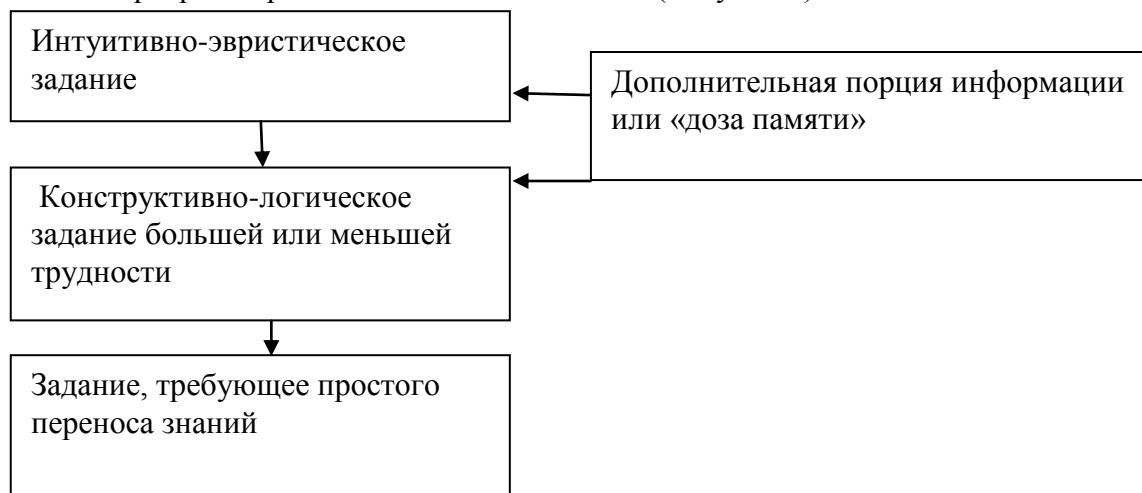 Интуитивно-эвристическое
задание
Дополнительная порция информации
или «доза памяти»
Конструктивно-логическое
задание большей или меньшей
трудности
Задание, требующее простого
переноса знаний